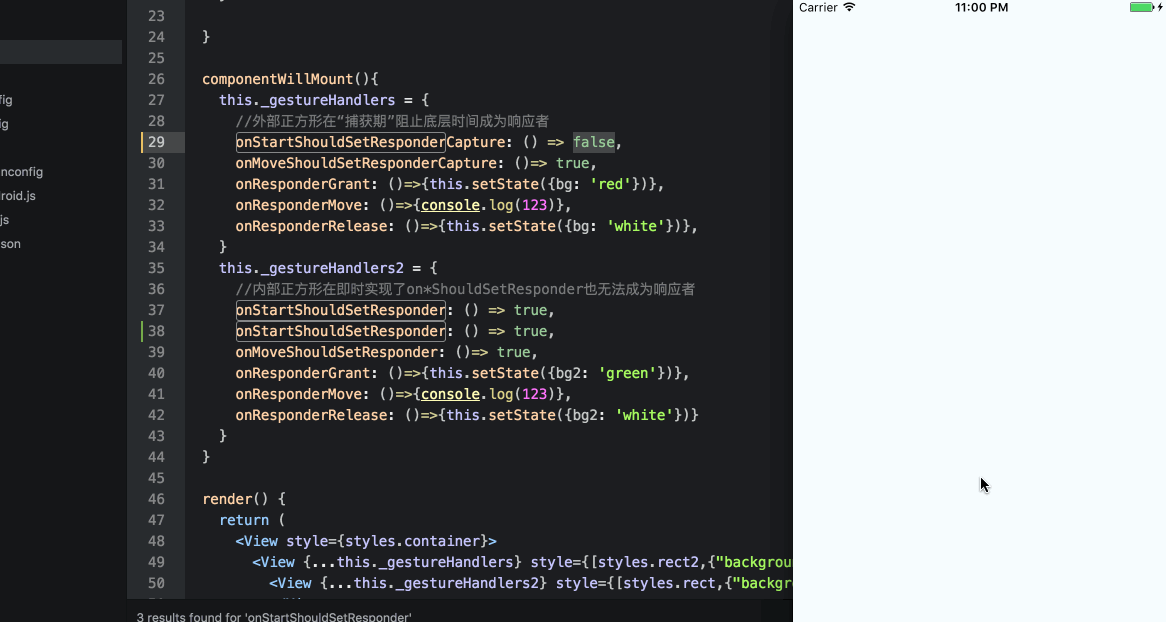 Carrier 11:00 PM
fig
ig
nconfig
roid.js
js
son
23
24 }
25
26 componentWillMount(){
27 this._gestureHandlers = {
28 //外部正方形在“捕获期”阻止底层时间成为响应者
29 onStartShouldSetResponderCapture: () => false,
30 onMoveShouldSetResponderCapture: ()=> true,
31 onResponderGrant: ()=>{this.setState({bg: 'red'})},
32 onResponderMove: ()=>{console.log(123)},
33 onResponderRelease: ()=>{this.setState({bg: 'white'})},
34 }
35 this._gestureHandlers2 = {
36 //内部正方形在即时实现了on*ShouldSetResponder也无法成为响应者
37 onStartShouldSetResponder: () => true,
38 onStartShouldSetResponder: () => true,
39 onMoveShouldSetResponder: ()=> true,
40 onResponderGrant: ()=>{this.setState({bg2: 'green'})},
41 onResponderMove: ()=>{console.log(123)},
42 onResponderRelease: ()=>{this.setState({bg2: 'white'})}
43 }
44 }
45
46 render() {
47 return (
48 <View style={styles.container}>
49 <View {...this._gestureHandlers} style={[styles.rect2,{"backgrou
50 <View {...this._gestureHandlers2} style={[styles.rect,{"backgr
3 results found for 'onStartShouldSetResponder'